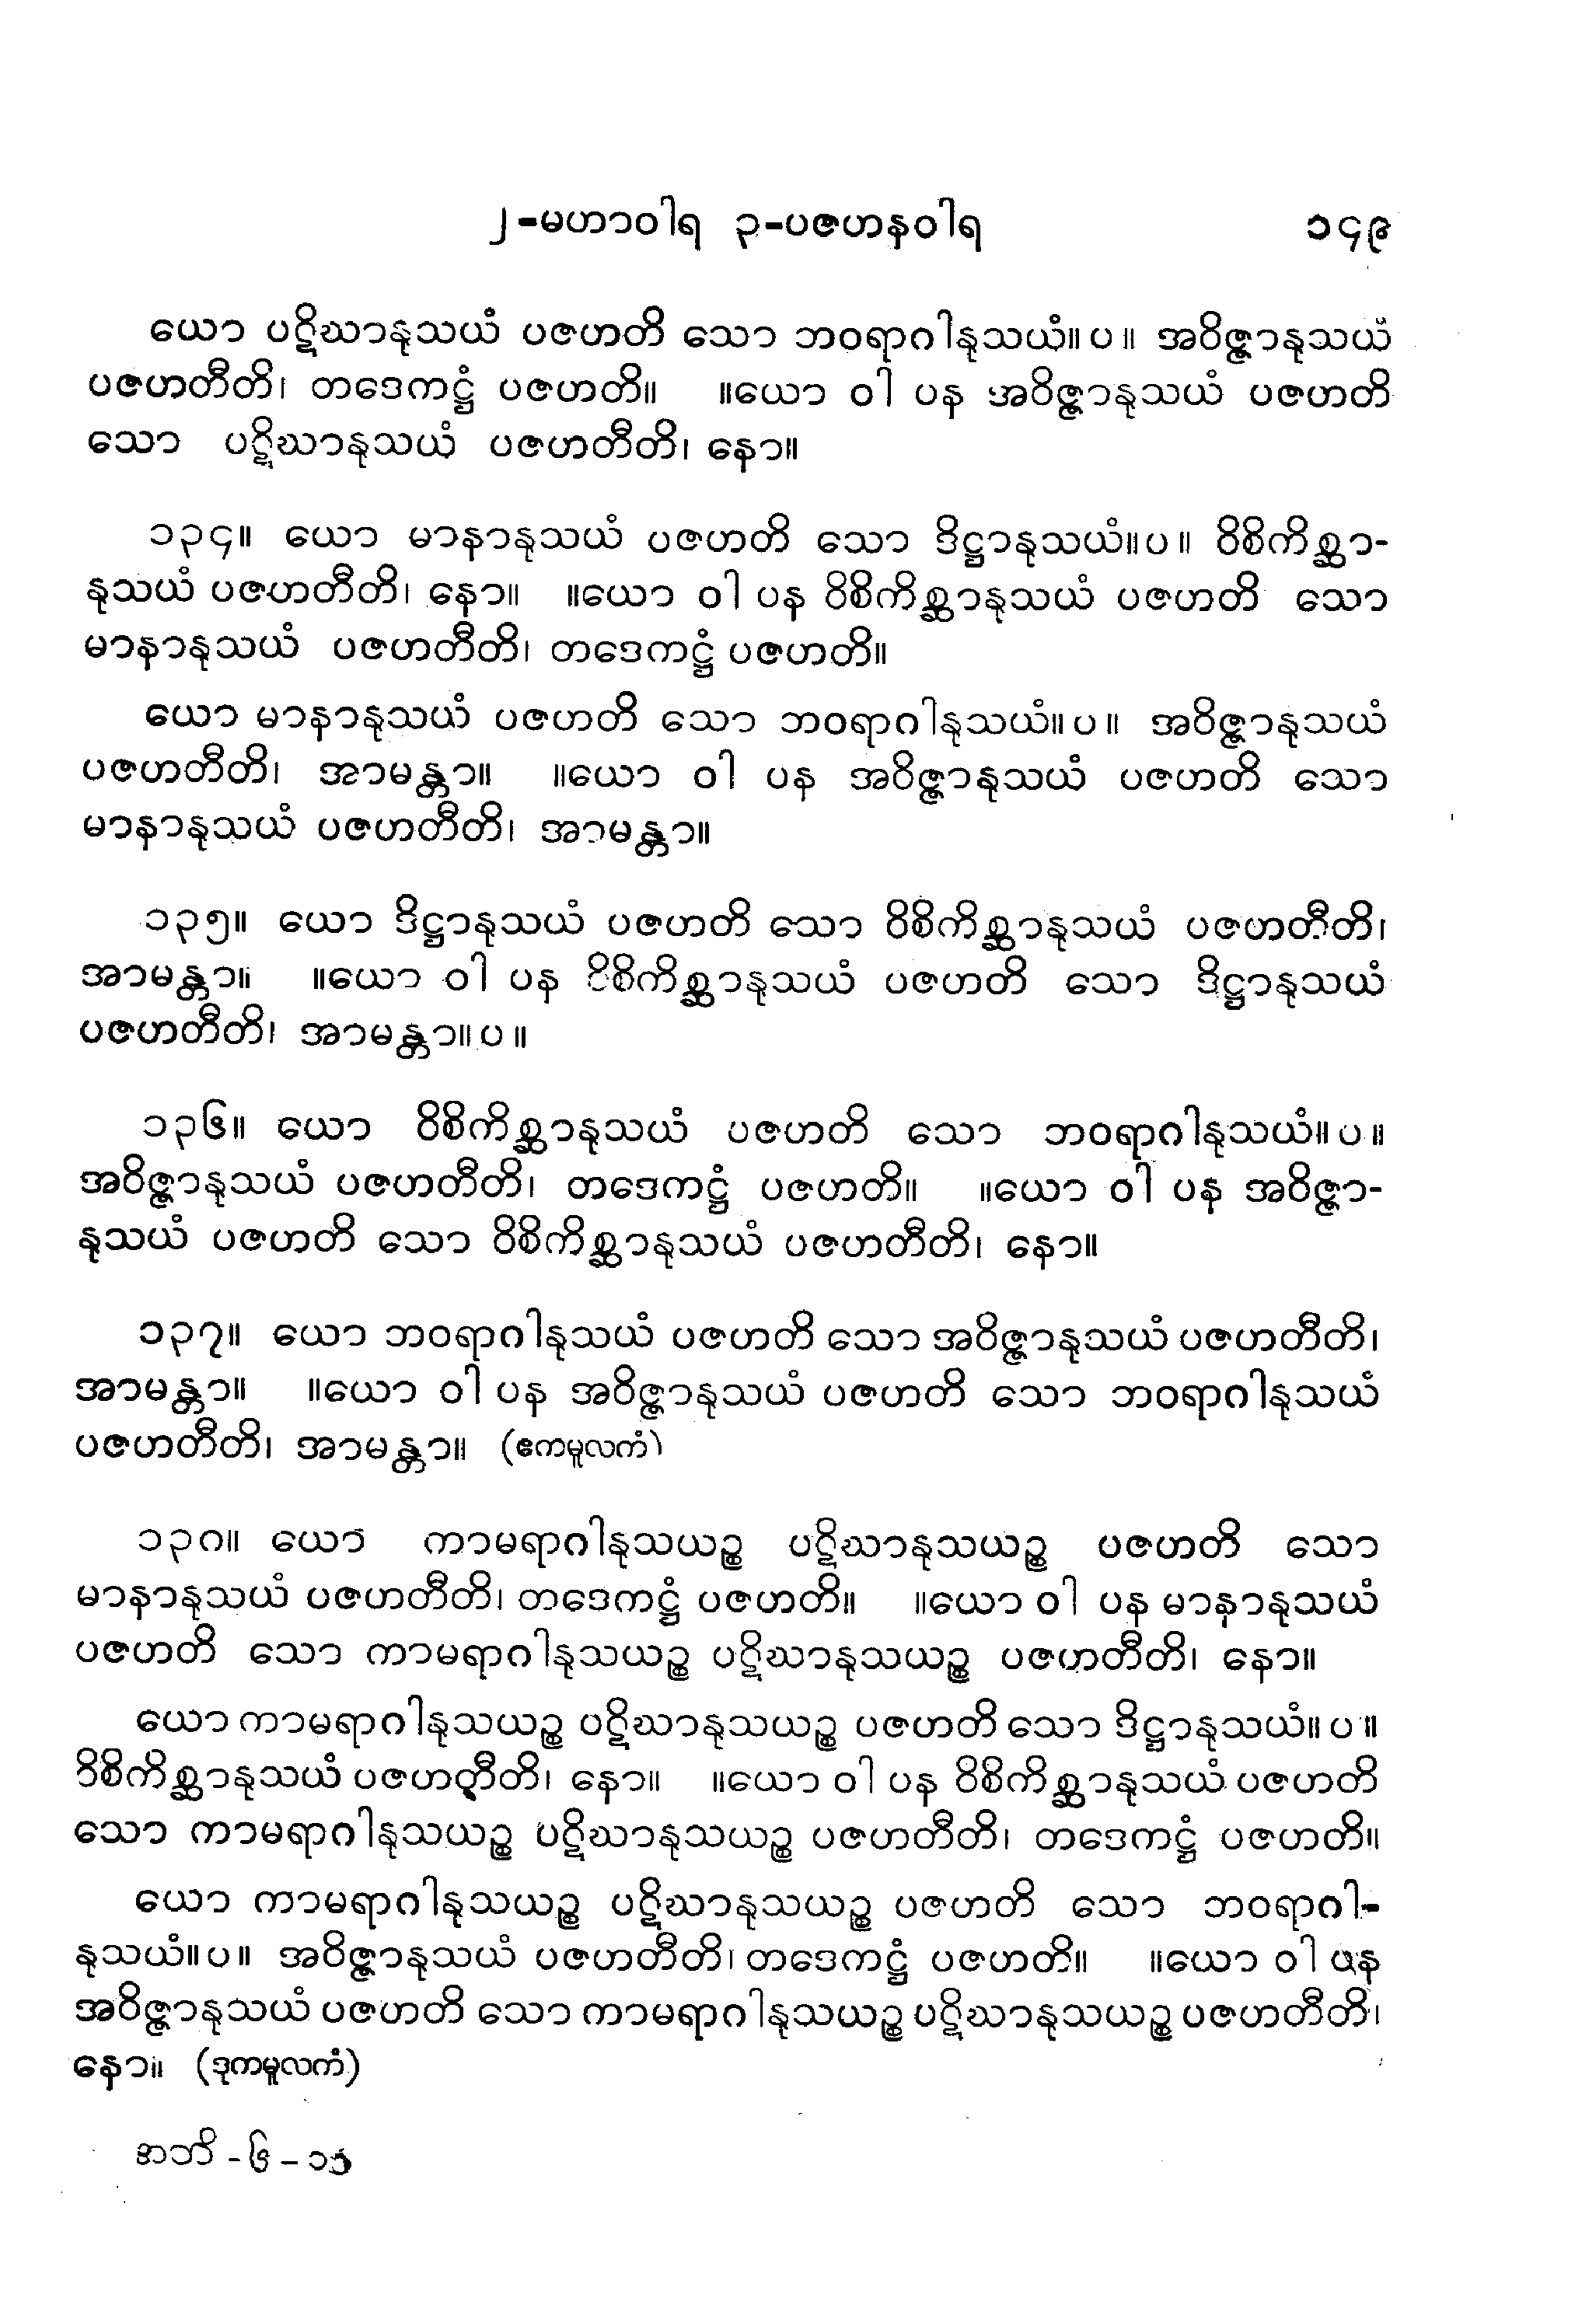 ၂-မဟာဝါရ ၃-ပဇဟနဝါရ ၁၄၉
ယော ပဋိဃာနုသယံ ပဇဟတိ သော ဘဝရာဂါနုသယံ။ပ။ အဝိဇ္ဇာနုသယံ
ပဇဟတီတိ၊ တဒေကဋ္ဌံ ပဇဟတိ။ ။ယော ဝါ ပန အဝိဇ္ဇာနုသယံ ပဇဟတိ
သော ပဋိဃာနုသယံ ပဇဟတီတိ၊ နော။
၁၃၄။ ယော မာနာနုသယံ ပဇဟတိ သော ဒိဋ္ဌာနုသယံ။ပ။ ဝိစိကိစ္ဆာ-
နုသယံ ပဇဟတီတိ၊ နော။ ။ယော ဝါ ပန ဝိစိကိစ္ဆာနုသယံ ပဇဟတိ သော
မာနာနုသယံ ပဇဟတီတိ၊ တဒေကဋ္ဌံ ပဇဟတိ။
ယော မာနာနုသယံ ပဇဟတိ သော ဘဝရာဂါနုသယံ။ပ။ အဝိဇ္ဇာနုသယံ
ပဇဟတီတိ၊ အာမန္တာ။ ။ယော ဝါ ပန အဝိဇ္ဇာနုသယံ ပဇဟတိ သော
မာနာနုသယံ ပဇဟတီတိ၊ အာမန္တာ။
၁၃၅။ ယော ဒိဋ္ဌာနုသယံ ပဇဟတိ သော ဝိစိကိစ္ဆာနုသယံ ပဇဟတီတိ၊
အာမန္တာ။ ။ယော ဝါ ပန ဝိစိကိစ္ဆာနုသယံ ပဇဟတိ သော ဒိဋ္ဌာနုသယံ
ပဇဟတီတိ၊ အာမန္တာ။ပ။
၁၃၆။ ယော ဝိစိကိစ္ဆာနုသယံ ပဇဟတိ သော ဘဝရာဂါနုသယံ။ပ။
အဝိဇ္ဇာနုသယံ ပဇဟတီတိ၊ တဒေကဋ္ဌံ ပဇဟတိ။ ။ယော ဝါ ပန အဝိဇ္ဇာ-
နုသယံ ပဇဟတိ သော ဝိစိကိစ္ဆာနုသယံ ပဇဟတီတိ၊ နော။
၁၃၇။ ယော ဘဝရာဂါနုသယံ ပဇဟတိ သော အဝိဇ္ဇာနုသယံ ပဇဟတီတိ၊
အာမန္တာ။ ။ယော ဝါ ပန အဝိဇ္ဇာနုသယံ ပဇဟတိ သော ဘဝရာဂါနုသယံ
ပဇဟတီတိ၊ အာမန္တာ။ (ဧကမူလကံ)
၁၃၈။ ယော ကာမရာဂါနုသယဉ္စ ပဋိဃာနုသယဉ္စ ပဇဟတိ သော
မာနာနုသယံ ပဇဟတီတိ၊ တဒေကဋ္ဌံ ပဇဟတိ။ ။ယော ဝါ ပန မာနာနုသယံ
ပဇဟတိ သော ကာမရာဂါနုသယဉ္စ ပဋိဃာနုသယဉ္စ ပဇဟတီတိ၊ နော။
ယော ကာမရာဂါနုသယဉ္စ ပဋိဃာနုသယဉ္စ ပဇဟတိ သော ဒိဋ္ဌာနုသယံ။ပ။
ဝိစိကိစ္ဆာနုသယံ ပဇဟတီတိ၊ နော။ ။ယော ဝါ ပန ဝိစိကိစ္ဆာနုသယံ ပဇဟတိ
သော ကာမရာဂါနုသယဉ္စ ပဋိဃာနုသယဉ္စ ပဇဟတီတိ၊ တဒေကဋ္ဌံ ပဇဟတိ။
ယော ကာမရာဂါနုသယဉ္စ ပဋိဃာနုသယဉ္စ ပဇဟတိ သော ဘဝရာဂါ-
နုသယံ။ပ။ အဝိဇ္ဇာနုသယံ ပဇဟတီတိ၊ တဒေကဋ္ဌံ ပဇဟတိ။ ။ယော ဝါ ပန
အဝိဇ္ဇာနုသယံ ပဇဟတိ သော ကာမရာဂါနုသယဉ္စ ပဋိဃာနုသယဉ္စ ပဇဟတီတိ၊
နော။ (ဒုကမူလကံ)
အဘိ-၆-